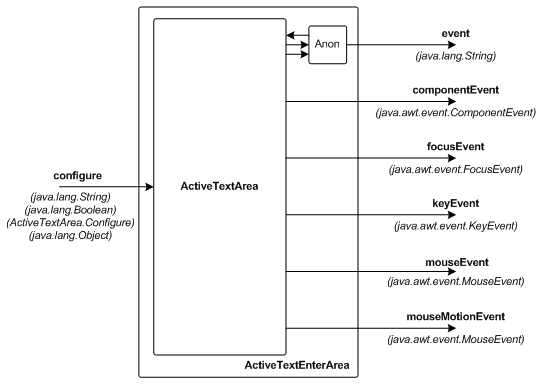 configure
(java.lang.String)
(java.lang.Boolean)
(ActiveTextArea.Configure)
(java.lang.Object)
ActiveTextArea
Anon
event
(java.lang.String)
componentEvent
(java.awt.event.ComponentEvent)
focusEvent
(java.awt.event.FocusEvent)
keyEvent
(java.awt.event.KeyEvent)
mouseEvent
(java.awt.event.MouseEvent)
mouseMotionEvent
(java.awt.event.MouseEvent)
ActiveTextEnterArea